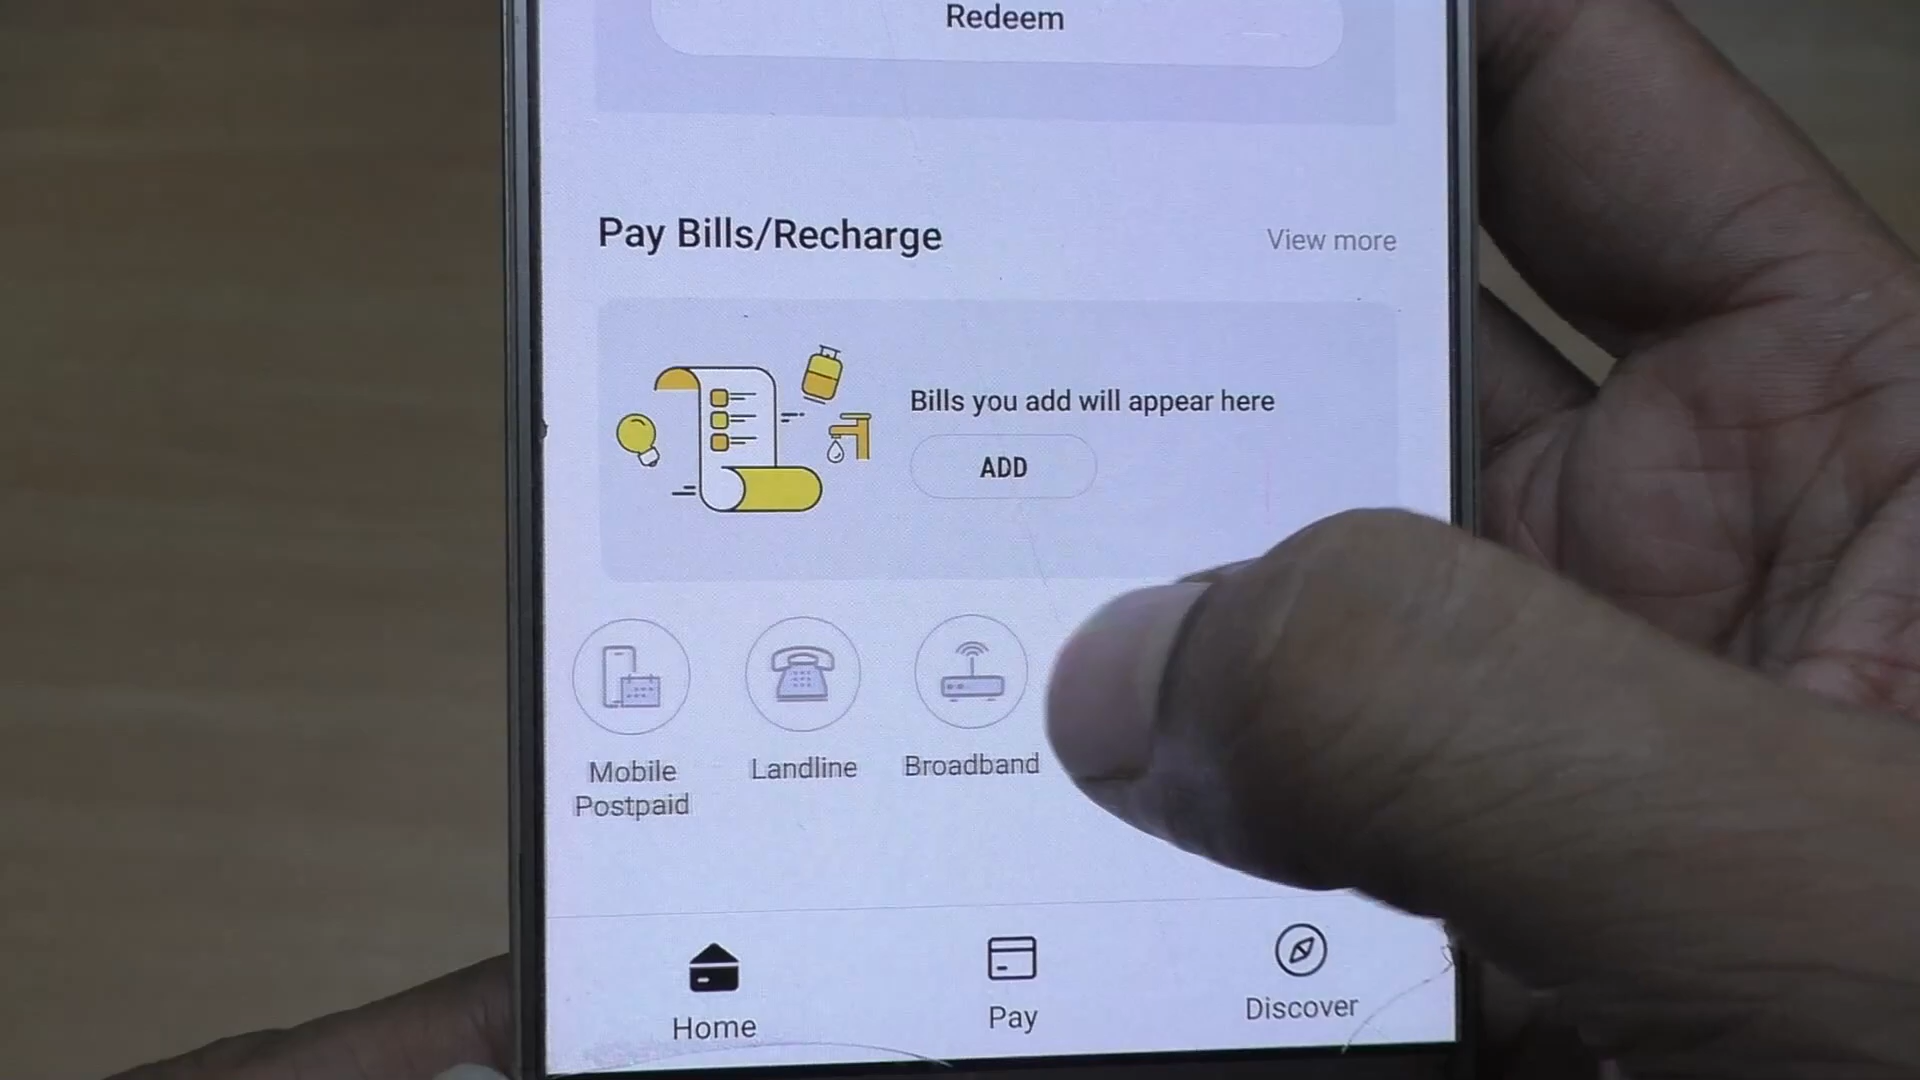 Redeem
Pay Bills/Recharge
View more
Bills you add will appear here
ADD
Mobile
Postpaid
Landline
Broadband
Home
Pay
Discover